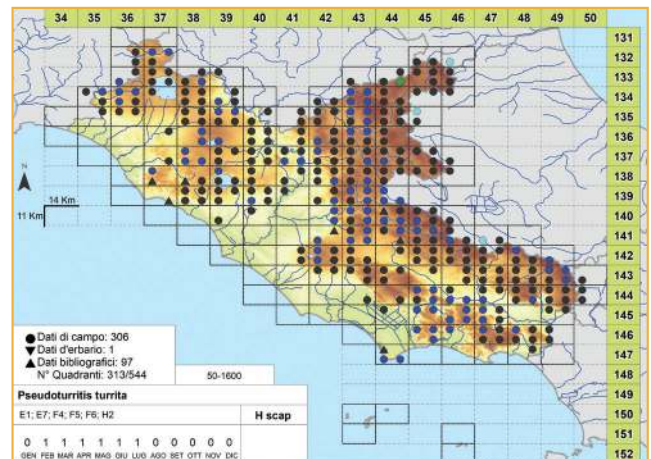 34 35 36 37 38 39 40 41 42 43 44 45 46 47 48 49 50
131
132
133
134
135
136
137
138
139
140
141
142
143
144
145
146
147
148
149
150
151
152
N
14 Km
11 Km
● Dati di campo: 306
▼ Dati d'erbario: 1
▲ Dati bibliografici: 97
N° Quadranti: 313/544
50-1600
Pseudoturritis turrita
E1; E7; F4; F5; F6; H2
H scap
0 1 1 1 1 1 1 0 0 0 0 0
GEN FEB MAR APR MAG GIU LUG AGO SET OTT NOV DIC